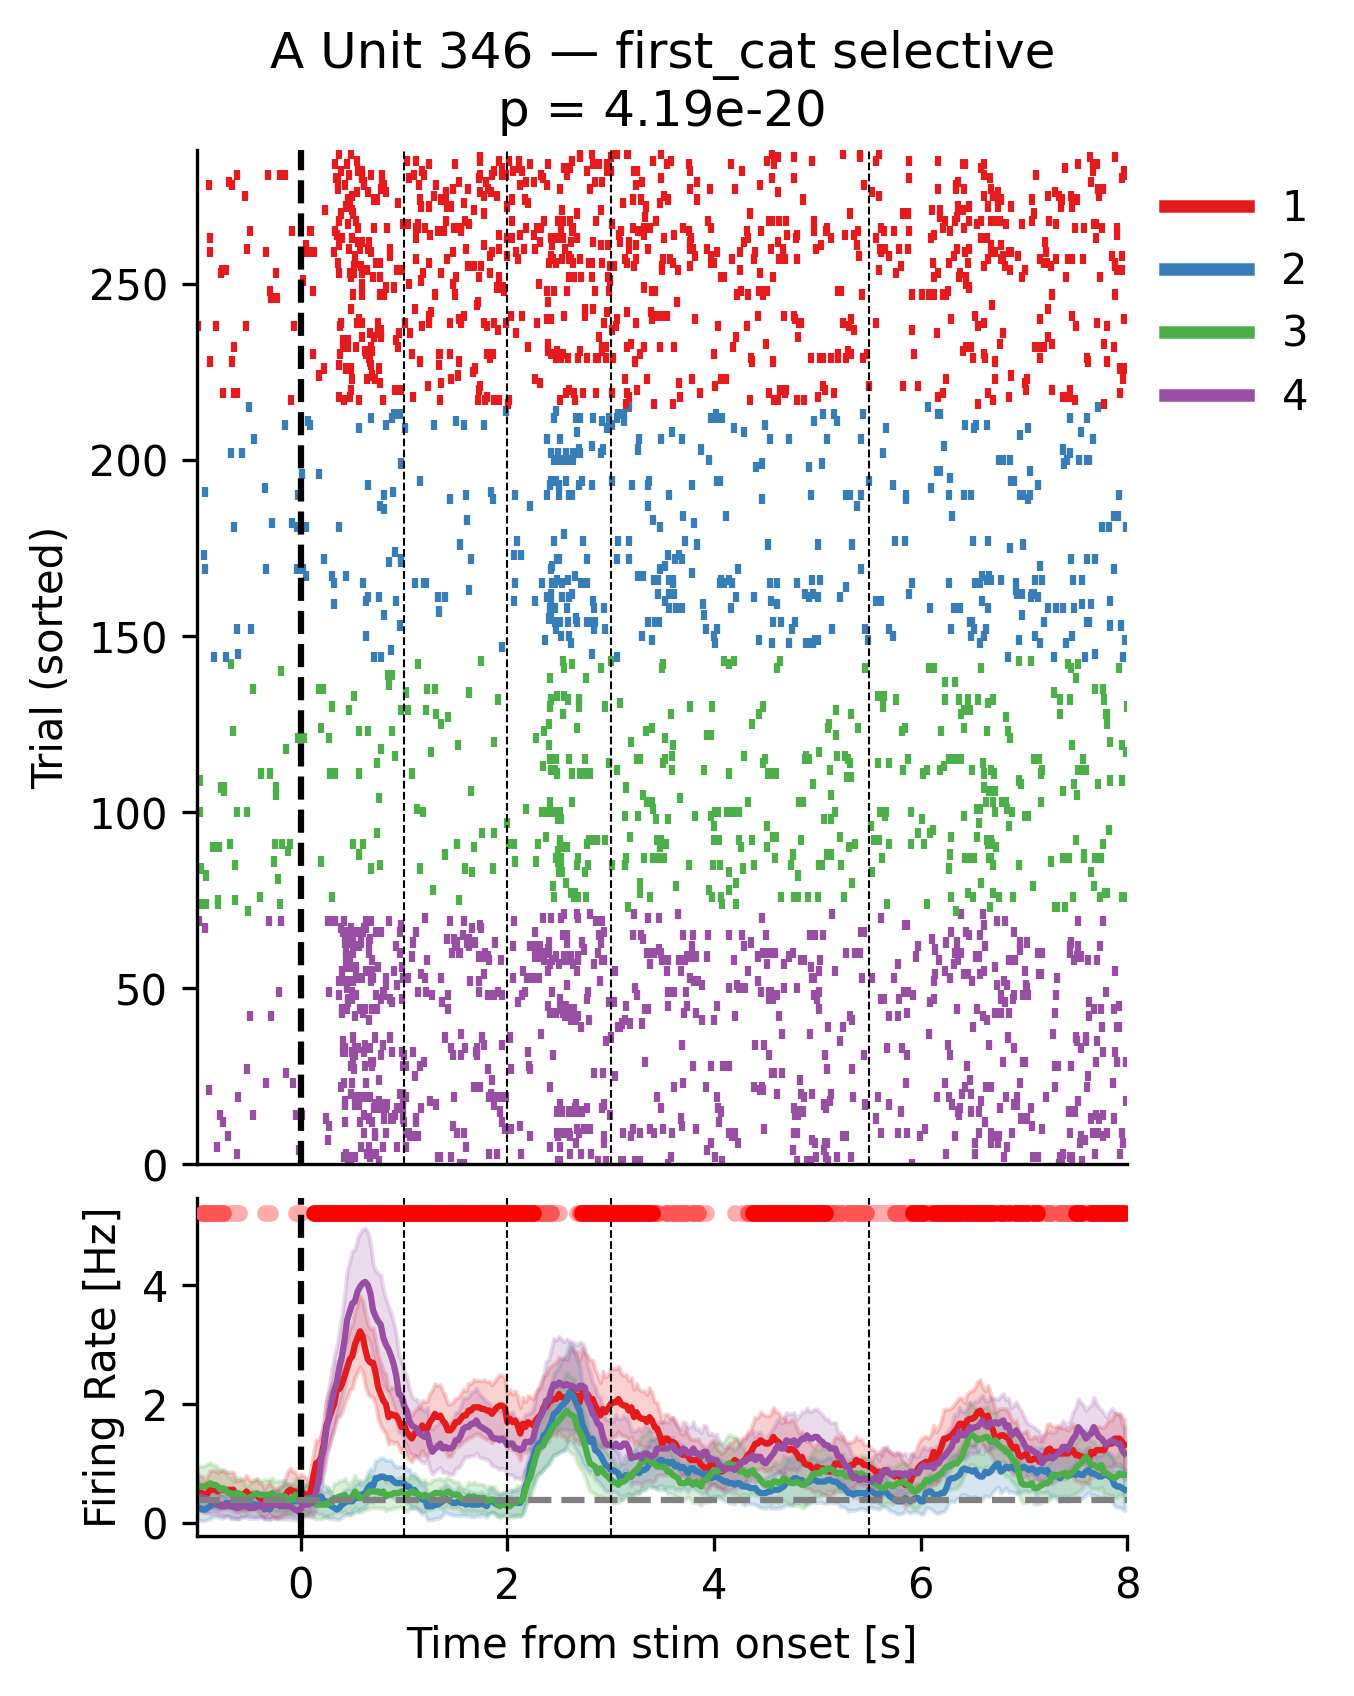 A Unit 346 — first_cat selective
p = 4.19e-20
1
2
3
4
250
200
150
100
50
0
Trial (sorted)
4
2
0
Firing Rate [Hz]
0 2 4 6 8
Time from stim onset [s]